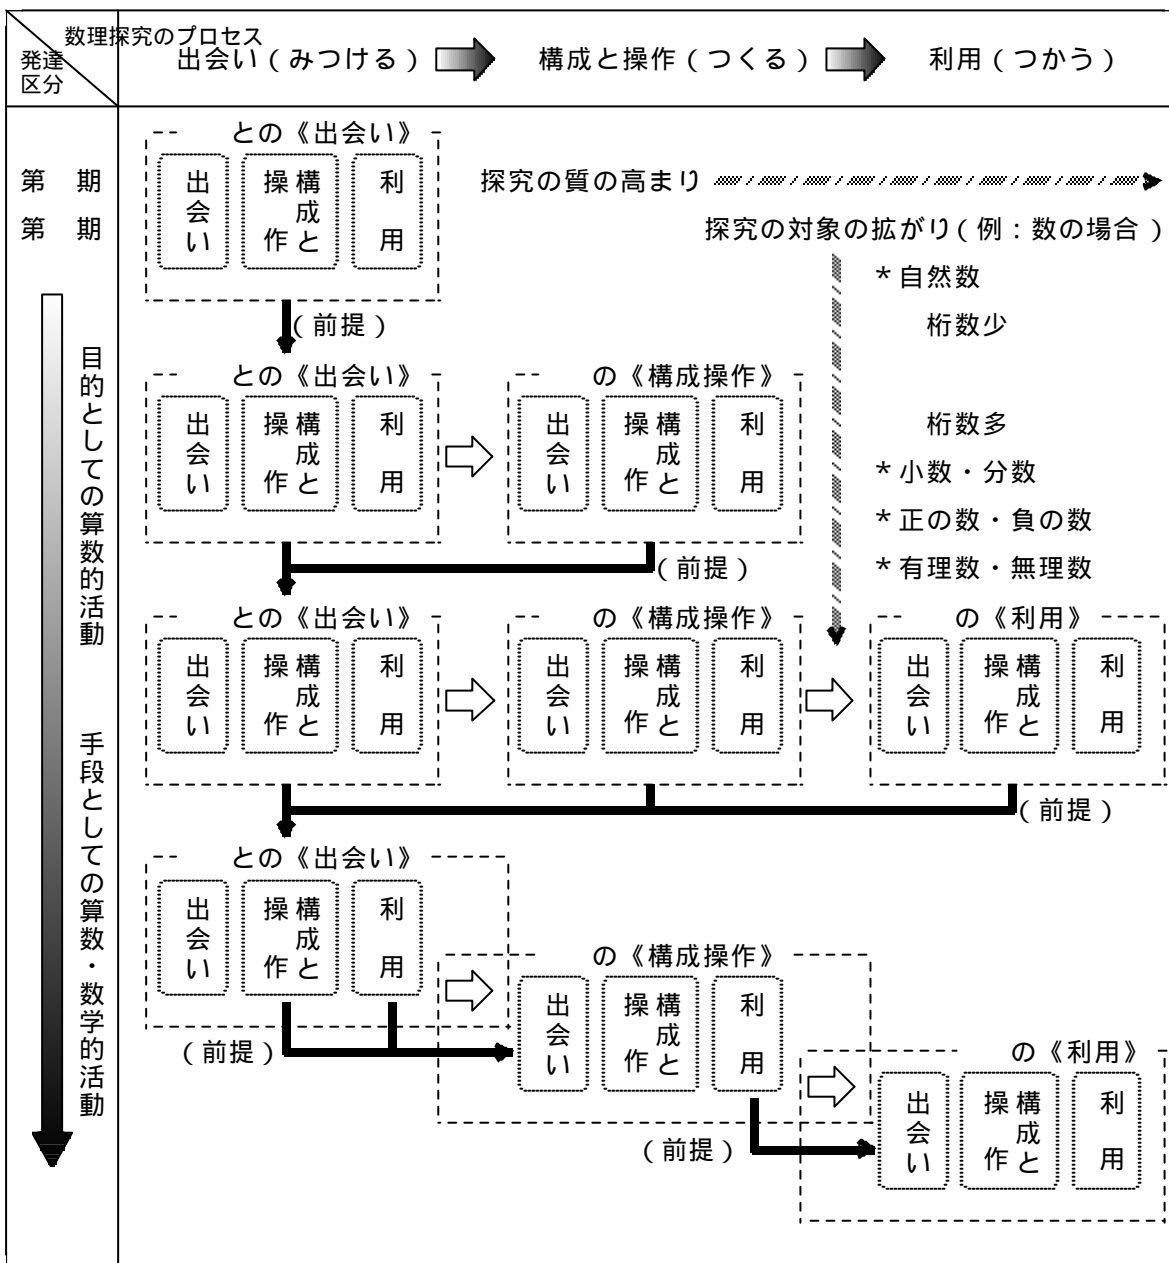 数理探究のプロセス
発達
区分
出会い（みつける） 構成と操作（つくる） 利用（つかう）
第　期
第　期
目的としての算数的活動
手段としての算数・数学的活動
との《出会い》
出会い
構成と
操作
利用
探究の質の高まり
探究の対象の拡がり（例：数の場合）
＊自然数
桁数少
桁数多
＊小数・分数
＊正の数・負の数
＊有理数・無理数
（前提）
との《出会い》
出会い
構成と
操作
利用
の《構成操作》
出会い
構成と
操作
利用
（前提）
との《出会い》
出会い
構成と
操作
利用
の《構成操作》
出会い
構成と
操作
利用
の《利用》
出会い
構成と
操作
利用
（前提）
との《出会い》
出会い
構成と
操作
利用
（前提）
の《構成操作》
出会い
構成と
操作
利用
（前提）
の《利用》
出会い
構成と
操作
利用